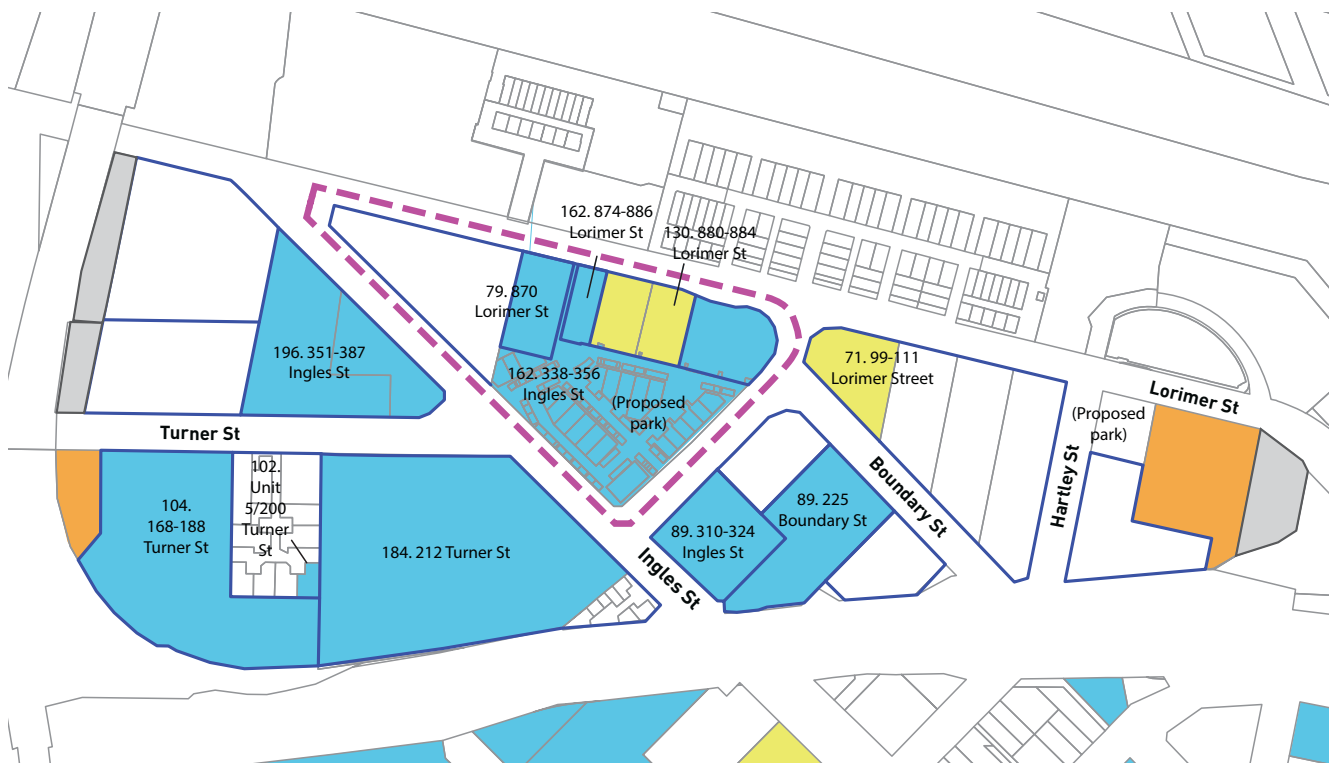 162. 874-886
Lorimer St
130. 880-884
Lorimer St
79. 870
Lorimer St
196. 351-387
Ingles St
162. 338-356
Ingles St
(Proposed
park)
71. 99-111
Lorimer Street
Lorimer St
(Proposed
park)
Turner St
Hartley St
Boundary St
102.
Unit
5/200
Turner
St
104.
168-188
Turner St
184. 212 Turner St
89. 225
Boundary St
89. 310-324
Ingles St
Ingles St